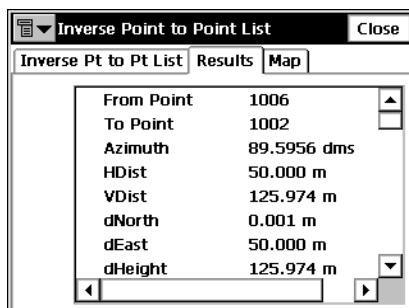 Inverse Point to Point List Close
Inverse Pt to Pt List Results Map
From Point 1006
To Point 1002
Azimuth 89.5956 dms
HDist 50.000 m
VDist 125.974 m
dNorth 0.001 m
dEast 50.000 m
dHeight 125.974 m